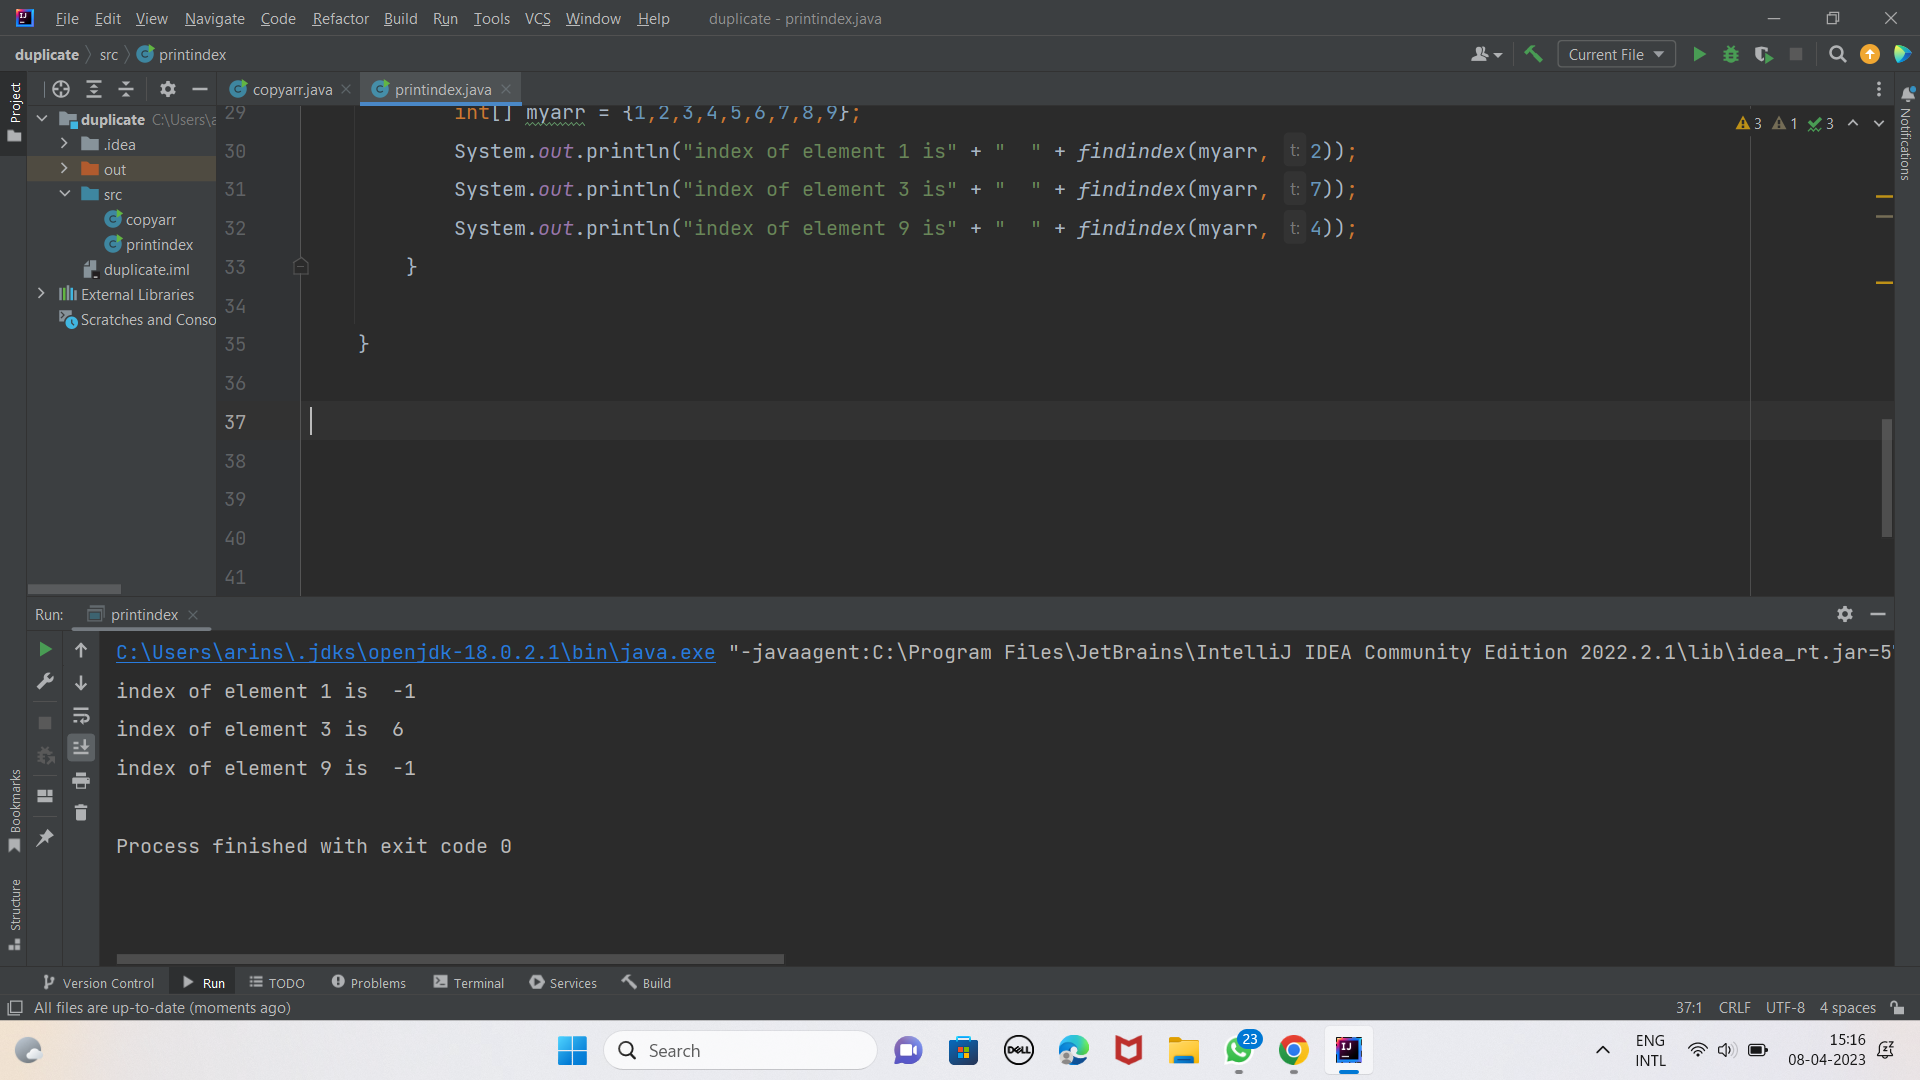 File Edit View Navigate Code Refactor Build Run Tools VCS Window Help duplicate - printindex.java
duplicate src printindex Current File
Project
copyarr.java printindex.java
duplicate C:\Users\a
.idea
out
src
copyarr
printindex
duplicate.iml
External Libraries
Scratches and Conso
3 1 3
Notifications
29 int[] myarr = {1,2,3,4,5,6,7,8,9};
30 System.out.println("index of element 1 is" + "  " + findindex(myarr, t: 2));
31 System.out.println("index of element 3 is" + "  " + findindex(myarr, t: 7));
32 System.out.println("index of element 9 is" + "  " + findindex(myarr, t: 4));
33 }
34
35 }
36
37
38
39
40
41
Run: printindex
C:\Users\arins\.jdks\openjdk-18.0.2.1\bin\java.exe "-javaagent:C:\Program Files\JetBrains\IntelliJ IDEA Community Edition 2022.2.1\lib\idea_rt.jar=5
index of element 1 is  -1
index of element 3 is  6
index of element 9 is  -1
Process finished with exit code 0
Bookmarks
Structure
Version Control Run TODO Problems Terminal Services Build
All files are up-to-date (moments ago) 37:1 CRLF UTF-8 4 spaces
Search DELL 23 IJ ENG INTL 15:16 08-04-2023